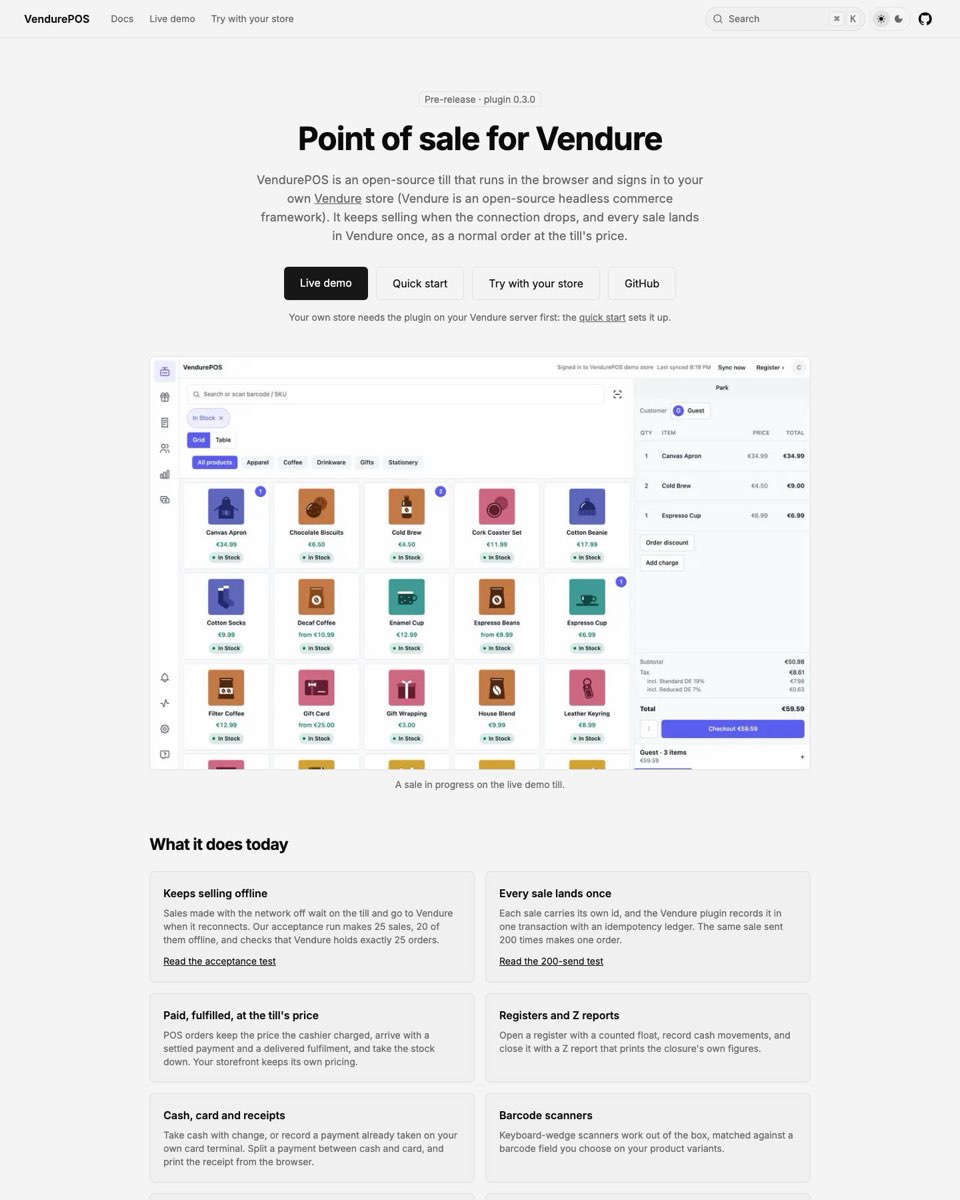 VendurePOS Docs Live demo Try with your store Search ⌘ K
Pre-release · plugin 0.3.0
Point of sale for Vendure
VendurePOS is an open-source till that runs in the browser and signs in to your
own Vendure store (Vendure is an open-source headless commerce
framework). It keeps selling when the connection drops, and every sale lands
in Vendure once, as a normal order at the till's price.
Live demo Quick start Try with your store GitHub
Your own store needs the plugin on your Vendure server first: the quick start sets it up.
VendurePOS Signed in to VendurePOS demo store Last synced 8:19 PM Sync now Register › C
Search or scan barcode / SKU
Park
In Stock ×
Customer G Guest
Grid Table
QTY ITEM PRICE TOTAL
All products Apparel Coffee Drinkware Gifts Stationery
1 Canvas Apron €34.99 €34.99
2 Cold Brew €4.50 €9.00
1 Espresso Cup €6.99 €6.99
Order discount
Add charge
1 2
Canvas Apron Chocolate Biscuits Cold Brew Cork Coaster Set Cotton Beanie
€34.99 €6.50 €4.50 €11.99 €17.99
In Stock In Stock In Stock In Stock In Stock
1
Cotton Socks Decaf Coffee Enamel Cup Espresso Beans Espresso Cup
€9.99 from €10.99 €12.99 from €8.99 €6.99
In Stock In Stock In Stock In Stock In Stock
Filter Coffee Gift Card Gift Wrapping House Blend Leather Keyring
€12.99 from €25.00 €3.00 €9.99 €8.99
In Stock In Stock In Stock In Stock In Stock
Subtotal €50.98
Tax €8.61
incl. Standard DE 19% €7.98
incl. Reduced DE 7% €0.63
Total €59.59
Checkout €59.59
Guest · 3 items
€59.59
A sale in progress on the live demo till.
What it does today
Keeps selling offline
Sales made with the network off wait on the till and go to Vendure
when it reconnects. Our acceptance run makes 25 sales, 20 of
them offline, and checks that Vendure holds exactly 25 orders.
Read the acceptance test
Every sale lands once
Each sale carries its own id, and the Vendure plugin records it in
one transaction with an idempotency ledger. The same sale sent
200 times makes one order.
Read the 200-send test
Paid, fulfilled, at the till's price
POS orders keep the price the cashier charged, arrive with a
settled payment and a delivered fulfilment, and take the stock
down. Your storefront keeps its own pricing.
Registers and Z reports
Open a register with a counted float, record cash movements, and
close it with a Z report that prints the closure's own figures.
Cash, card and receipts
Take cash with change, or record a payment already taken on your
own card terminal. Split a payment between cash and card, and
print the receipt from the browser.
Barcode scanners
Keyboard-wedge scanners work out of the box, matched against a
barcode field you choose on your product variants.